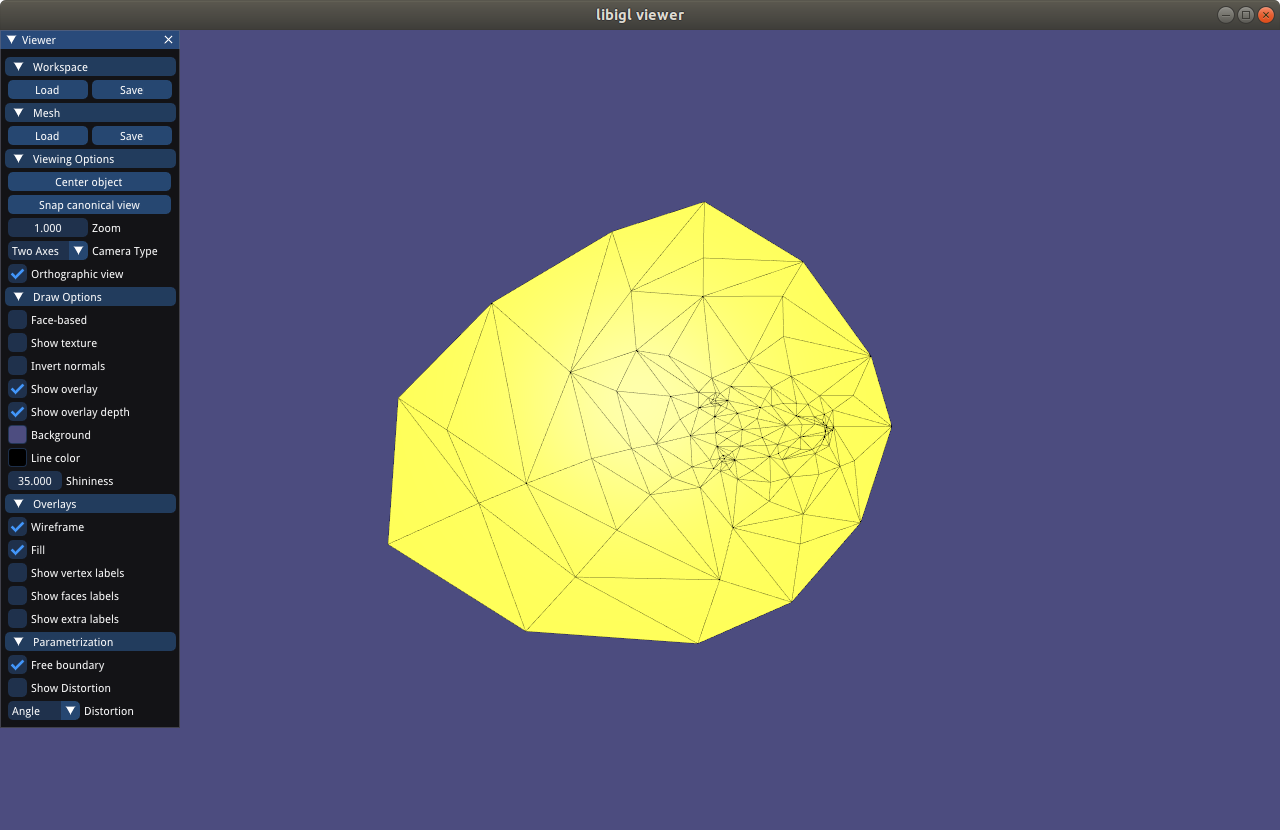 libigl viewer
Viewer
Workspace
Load Save
Mesh
Load Save
Viewing Options
Center object
Snap canonical view
1.000 Zoom
Two Axes Camera Type
Orthographic view
Draw Options
Face-based
Show texture
Invert normals
Show overlay
Show overlay depth
Background
Line color
35.000 Shininess
Overlays
Wireframe
Fill
Show vertex labels
Show faces labels
Show extra labels
Parametrization
Free boundary
Show Distortion
Angle Distortion